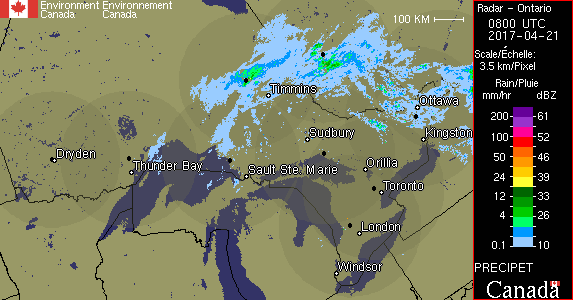 Environment Environnement
Canada Canada
100 KM
Timmins
Ottawa
Sudbury
Kingston
Dryden
Thunder Bay
Sault Ste. Marie
Orillia
Toronto
London
Windsor
Radar - Ontario
0800 UTC
2017-04-21
Scale/Échelle:
3.5 km/Pixel
Rain/Pluie
mm/hr dBZ
200 61
100 52
50 46
24 39
12 33
4 26
0.1 10
PRECIPET
Canada